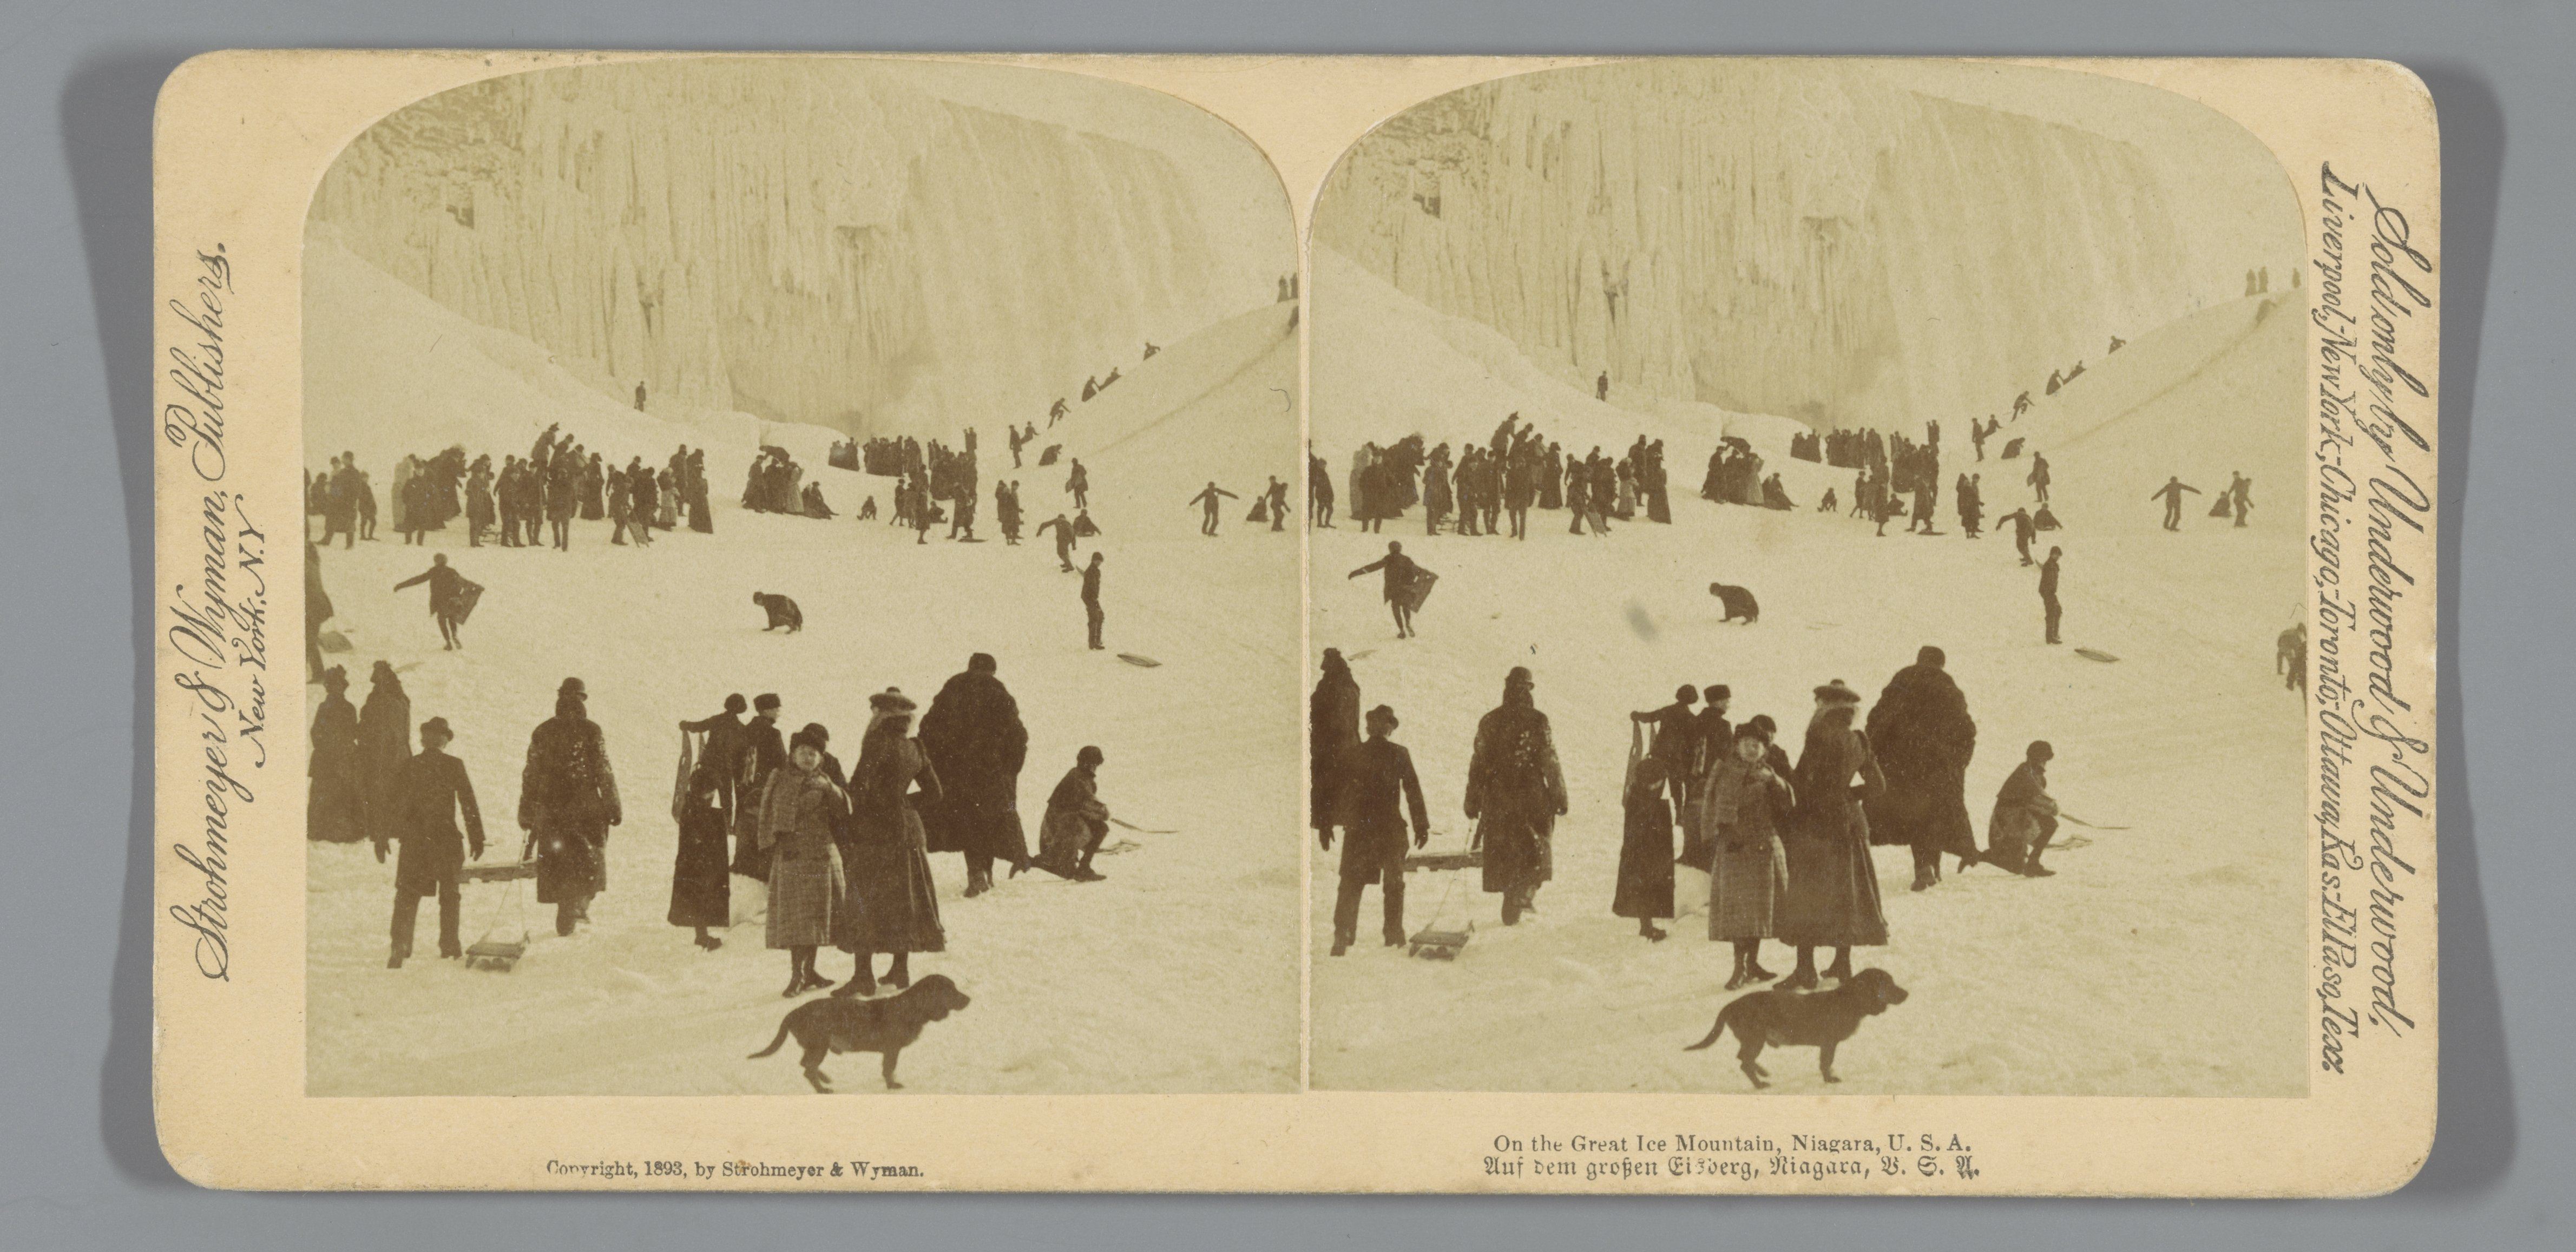 Strohmeyer & Wyman, Publishers.
New York. N.Y
Sold only by Underwood & Underwood.
Liverpool,-New York,-Chicago,-Toronto,-Ottawa, Kas.-El Paso, Tex.
Copyright, 1893, by Strohmeyer & Wyman.
On the Great Ice Mountain, Niagara, U. S. A.
Auf dem großen Eisberg, Niagara, V. S. A.